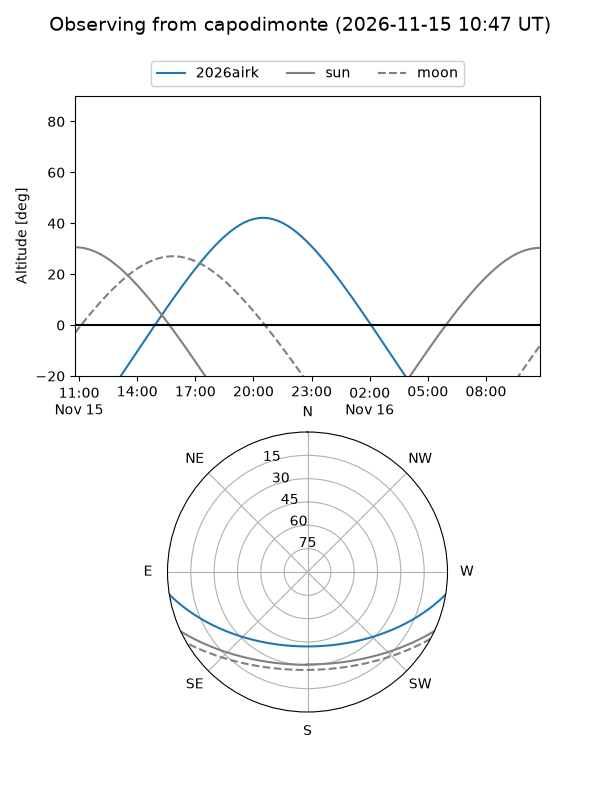 Observing from capodimonte (2026-11-15 10:47 UT)
2026airk sun moon
80
60
40
20
0
−20
Altitude [deg]
11:00 14:00 17:00 20:00 23:00 02:00 05:00 08:00
Nov 15 Nov 16
N
NE NW
15
30
45
60
75
E W
SE SW
S